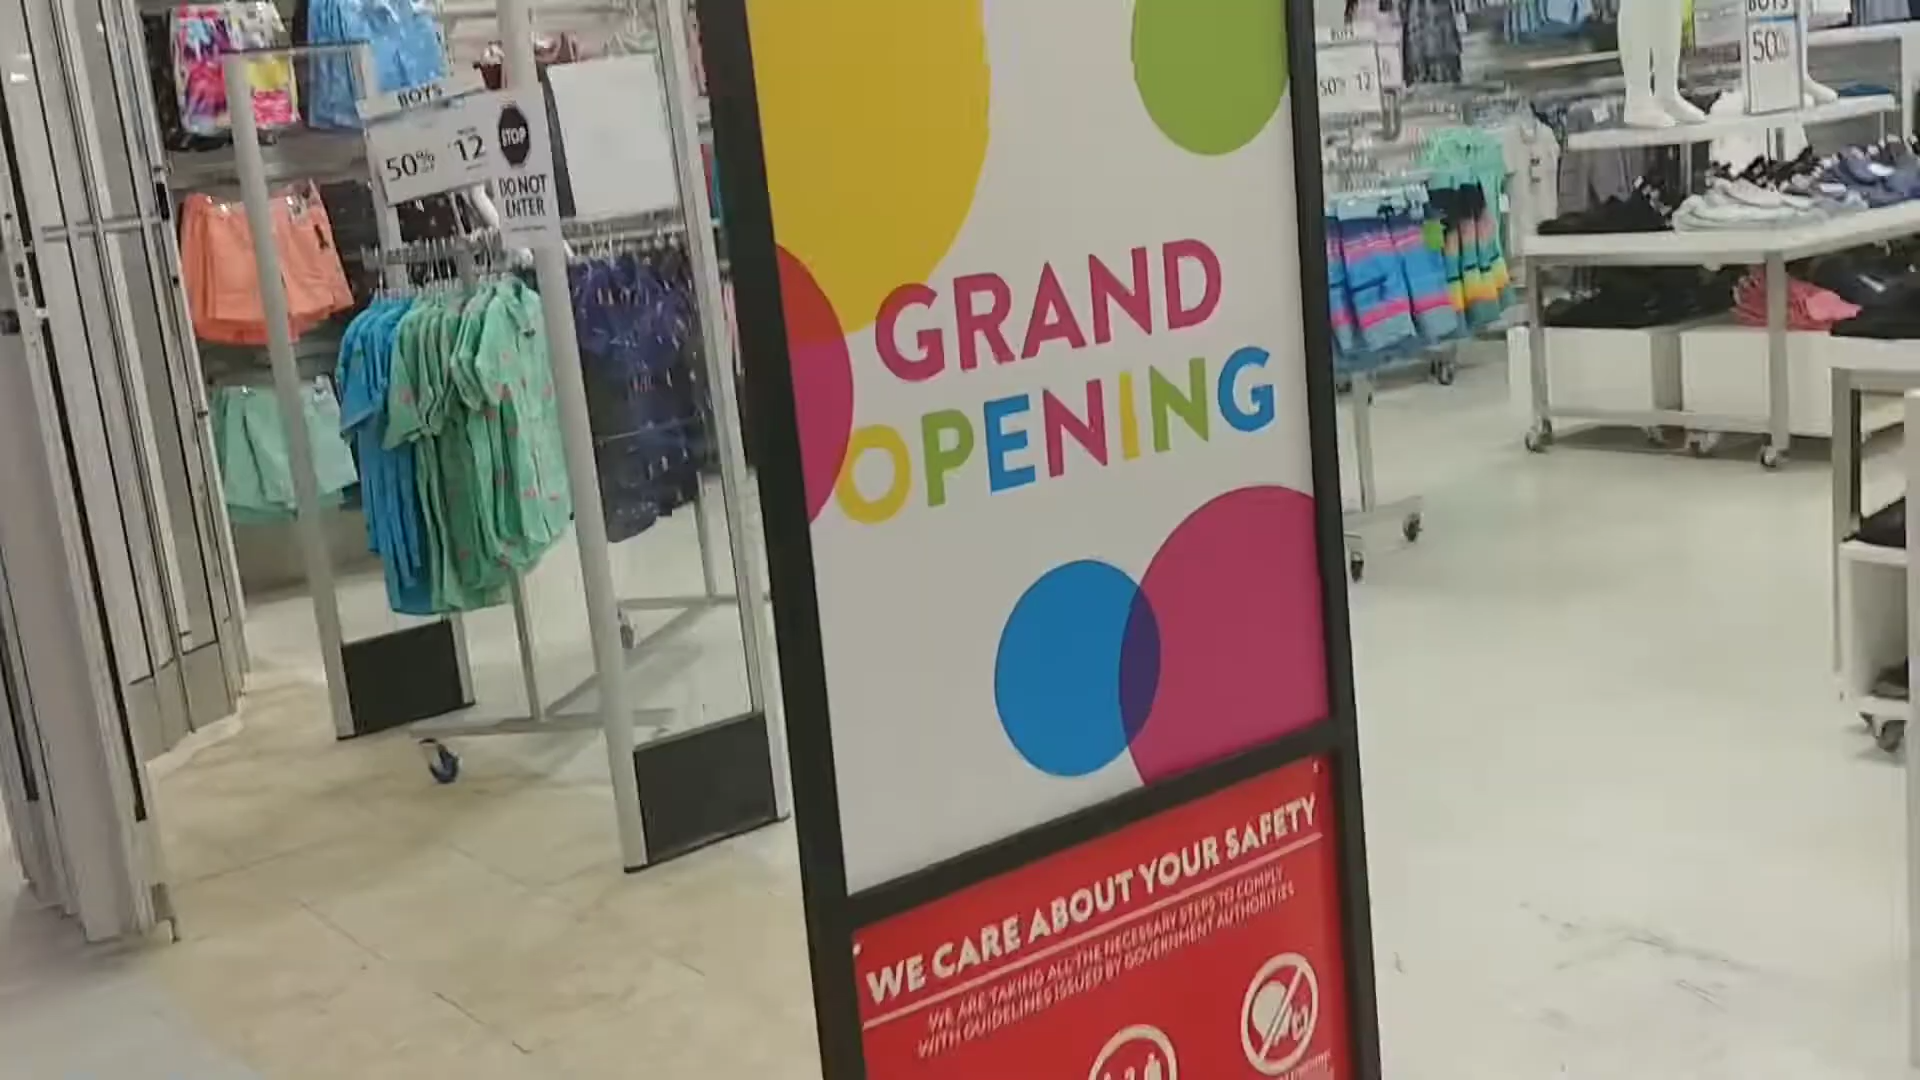 BOYS
50% 12
STOP
DO NOT
ENTER
GRAND
OPENING
WE CARE ABOUT YOUR SAFETY
WE ARE TAKING ALL THE NECESSARY STEPS TO COMPLY
WITH GUIDELINES ISSUED BY GOVERNMENT AUTHORITIES
50% 12
BOYS
50%